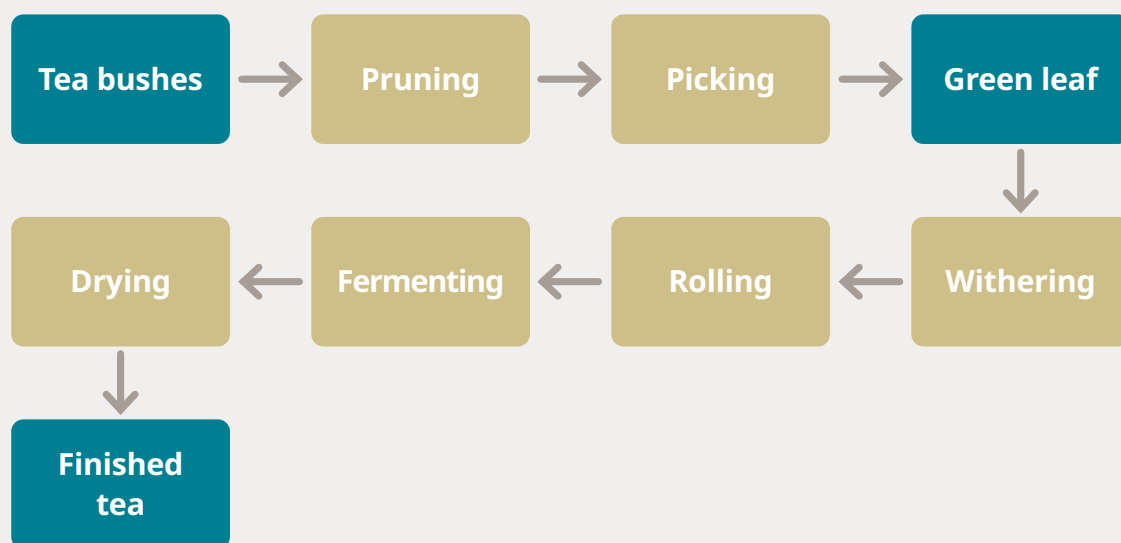 Tea bushes
Pruning
Picking
Green leaf
Withering
Rolling
Fermenting
Drying
Finished
tea